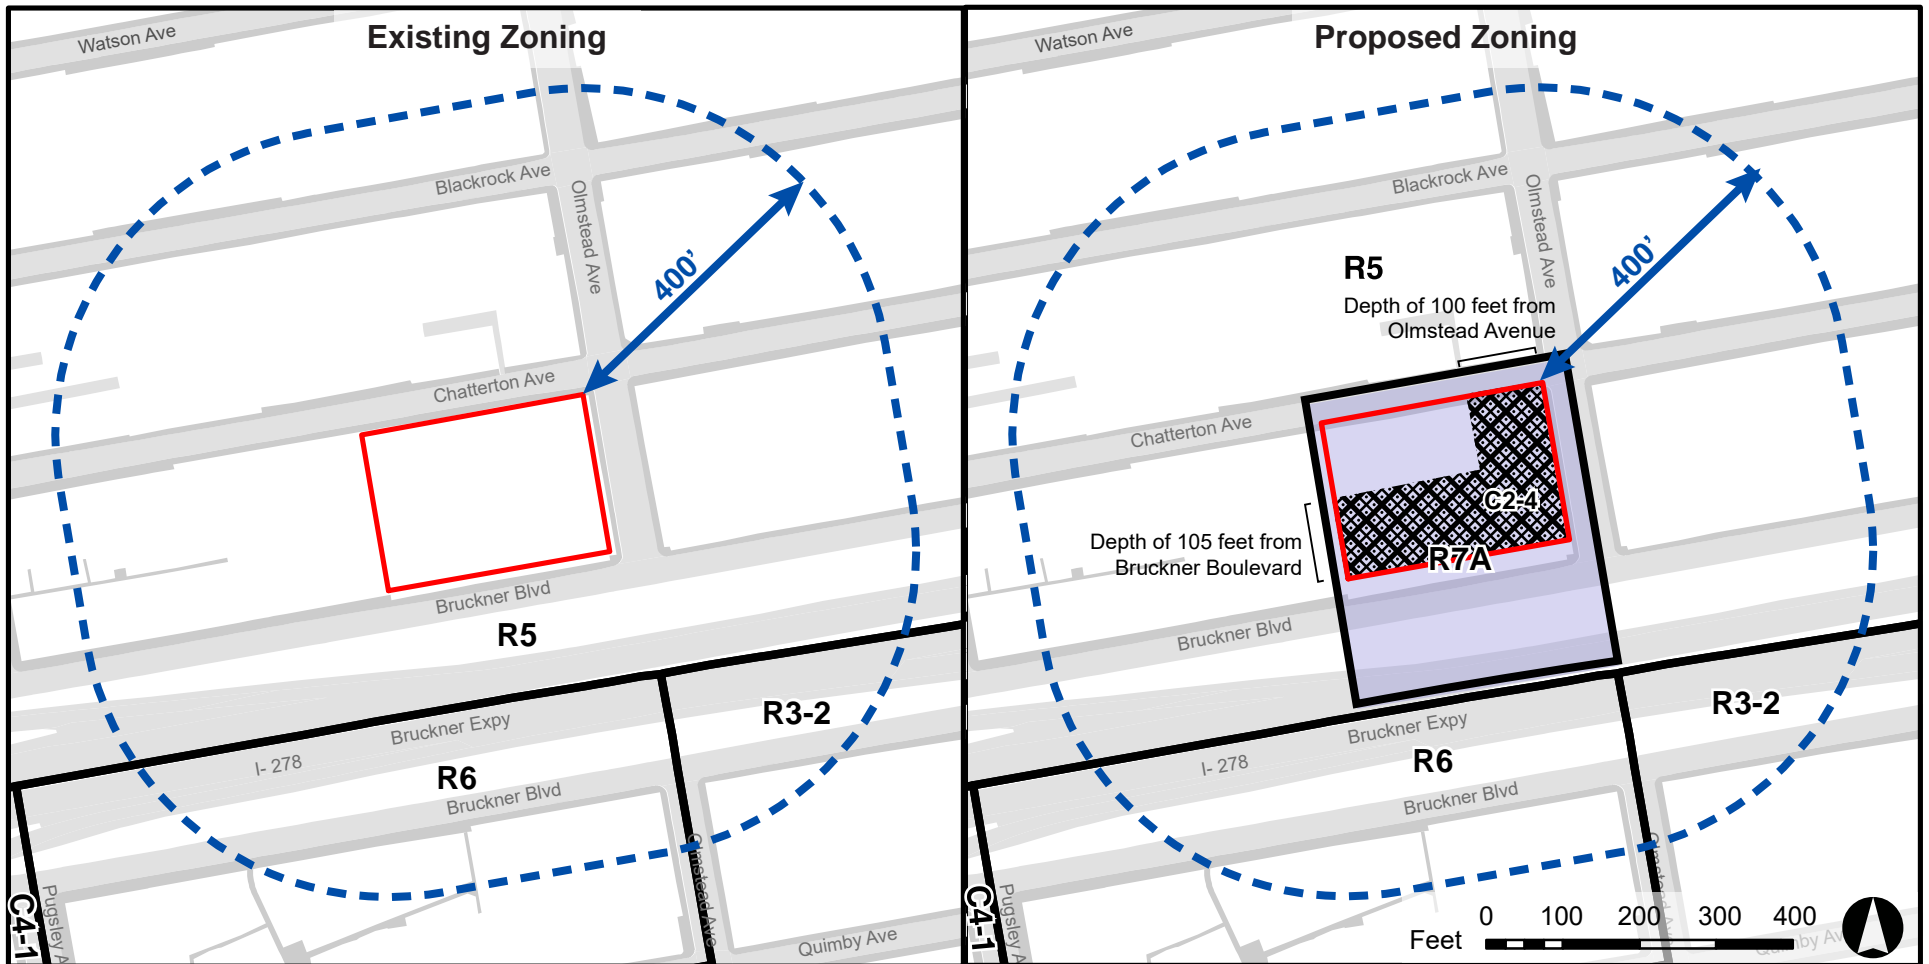 Existing Zoning
Watson Ave
Blackrock Ave
Olmstead Ave
400’
Chatterton Ave
Bruckner Blvd
R5
R3-2
Bruckner Expy
I- 278
R6
Bruckner Blvd
Olmstead Ave
C4-1
Pugsley A
Quimby Ave
Proposed Zoning
Watson Ave
Blackrock Ave
Olmstead Ave
R5
400’
Depth of 100 feet from
Olmstead Avenue
Chatterton Ave
C2-4
Depth of 105 feet from
Bruckner Boulevard
R7A
Bruckner Blvd
R3-2
Bruckner Expy
I- 278
R6
Bruckner Blvd
Olmstead Ave
C4-1
Pugsley A
0 100 200 300 400
Feet
Quimby Av